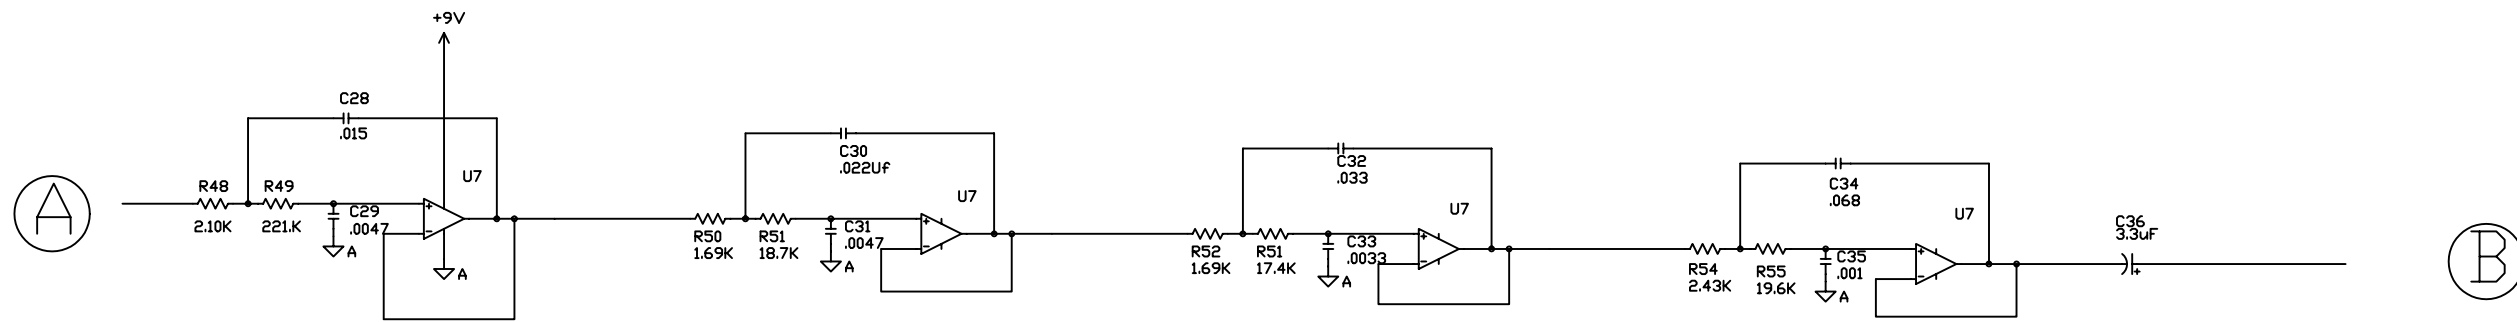 +9V
A
R48
2.10K
R49
221.K
C28
.015
C29
.0047
A
U7
A
R50
1.69K
R51
18.7K
C30
.022Uf
C31
.0047
A
U7
R52
1.69K
R51
17.4K
C32
.033
C33
.0033
A
U7
R54
2.43K
R55
19.6K
C34
.068
C35
.001
A
U7
C36
3.3uF
B